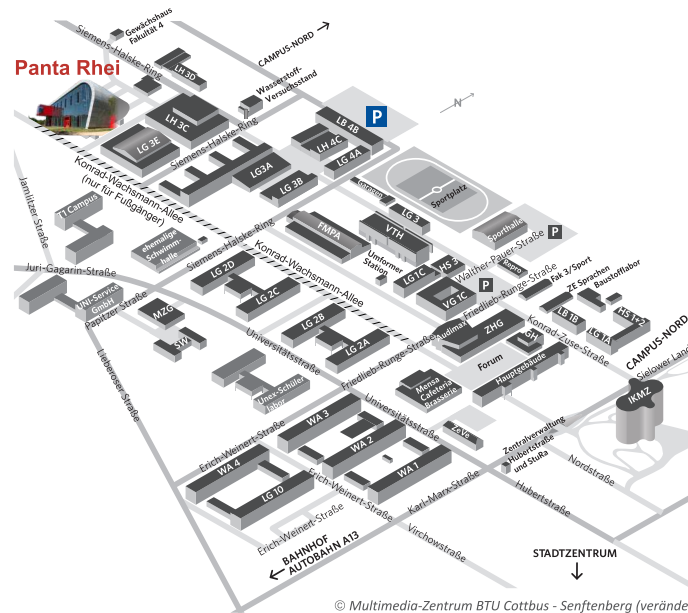 Gewächshaus
Fakultät 4
Siemens-Halske-Ring
CAMPUS-NORD
Panta Rhei
LH 3D
Wasserstoff-
Versuchsstand
P
N
LH 3C
LB 4B
LG 3E
Siemens-Halske-Ring
LH 4C
LG 4A
LG3A
LG 3B
Konrad-Wachsmann-Allee
(nur für Fußgänger)
Garagen
Sportplatz
Jamlitzer Straße
T1 Campus
LG 3
Sporthalle
P
FMPA
VTH
ehemalige
Schwimm-
halle
Siemens-Halske-Ring
Konrad-Wachsmann-Allee
Umformer
Station
Walther-Pauer-Straße
HS 3
Repro
Juri-Gagarin-Straße
LG 2D
LG1C
P
Fak 3/Sport
ZE Sprachen
Baustofflabor
UNI-Service
GmbH
LG 2C
VG 1C
Friedlieb-Runge-Straße
Papitzer Straße
MZG
LG 2B
Audimax
ZHG
LB 1B
HS 1+2
SW
LG 2A
GH
LG 1A
Konrad-Zuse-Straße
CAMPUS-NORD
Universitätsstraße
Forum
Sielower Land
Friedlieb-Runge-Straße
Hauptgebäude
Lieberoser Straße
Unex-Schüler
labor
Mensa
Cafeteria
Brasserie
IKMZ
Universitätsstraße
WA 3
ZeVe
Zentralverwaltung
Hubertstraße
und StuRa
WA 2
Erich-Weinert-Straße
WA 4
WA 1
Nordstraße
LG 10
Erich-Weinert-Straße
Karl-Marx-Straße
Hubertstraße
Erich-Weinert-Straße
Virchowstraße
BAHNHOF
AUTOBAHN A13
STADTZENTRUM
© Multimedia-Zentrum BTU Cottbus - Senftenberg (verände